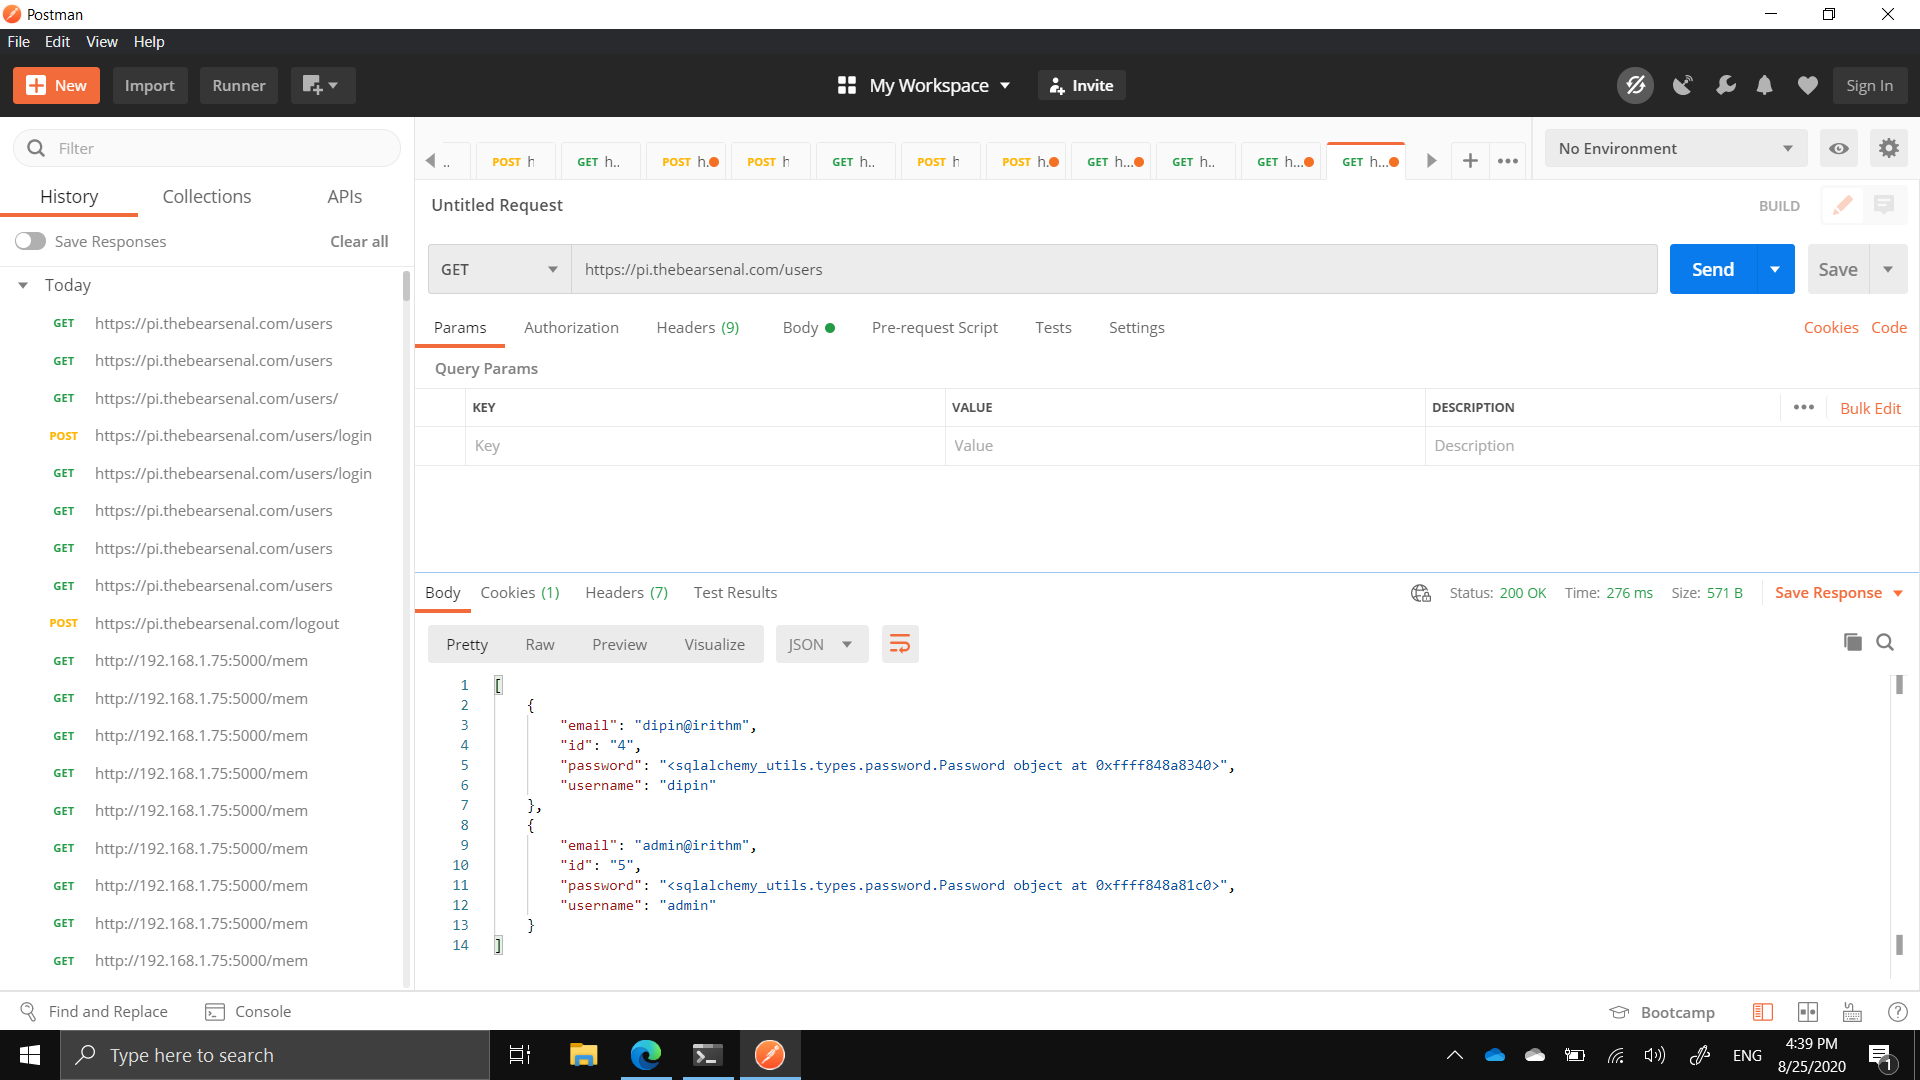 Postman
File Edit View Help
New Import Runner My Workspace Invite Sign In
Filter
History Collections APIs
Save Responses Clear all
Today
GET https://pi.thebearsenal.com/users
GET https://pi.thebearsenal.com/users
GET https://pi.thebearsenal.com/users/
POST https://pi.thebearsenal.com/users/login
GET https://pi.thebearsenal.com/users/login
GET https://pi.thebearsenal.com/users
GET https://pi.thebearsenal.com/users
GET https://pi.thebearsenal.com/users
POST https://pi.thebearsenal.com/logout
GET http://192.168.1.75:5000/mem
GET http://192.168.1.75:5000/mem
GET http://192.168.1.75:5000/mem
GET http://192.168.1.75:5000/mem
GET http://192.168.1.75:5000/mem
GET http://192.168.1.75:5000/mem
GET http://192.168.1.75:5000/mem
GET http://192.168.1.75:5000/mem
GET http://192.168.1.75:5000/mem
.. POST h GET h.. POST h. POST h GET h.. POST h POST h. GET h... GET h.. GET h... GET h...
No Environment
Untitled Request BUILD
GET https://pi.thebearsenal.com/users Send Save
Params Authorization Headers (9) Body Pre-request Script Tests Settings Cookies Code
Query Params
KEY VALUE DESCRIPTION Bulk Edit
Key Value Description
Body Cookies (1) Headers (7) Test Results Status: 200 OK Time: 276 ms Size: 571 B Save Response
Pretty Raw Preview Visualize JSON
1 [
2 {
3 "email": "dipin@irithm",
4 "id": "4",
5 "password": "<sqlalchemy_utils.types.password.Password object at 0xffff848a8340>",
6 "username": "dipin"
7 },
8 {
9 "email": "admin@irithm",
10 "id": "5",
11 "password": "<sqlalchemy_utils.types.password.Password object at 0xffff848a81c0>",
12 "username": "admin"
13 }
14 ]
Find and Replace Console Bootcamp
Type here to search ENG 4:39 PM
8/25/2020 1